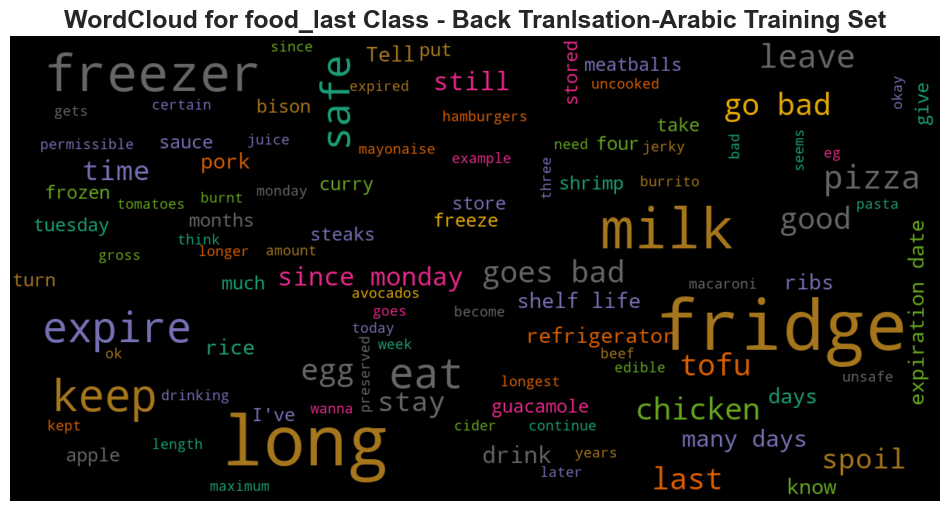 WordCloud for food_last Class - Back Tranlsation-Arabic Training Set
since
Tell
put
freezer
safe
expired
still
stored
meatballs
uncooked
leave
okay
give
gets
certain
bison
go bad
hamburgers
permissible
sauce
juice
mayonaise
example
need
four
take
jerky
bad
seems
eg
time
pork
three
shrimp
burrito
pizza
frozen
tomatoes
burnt
monday
curry
store
freeze
milk
good
pasta
tuesday
months
think
steaks
gross
longer
amount
turn
much
since monday
goes bad
macaroni
ribs
expiration date
avocados
shelf life
goes
become
fridge
expire
today
refrigerator
ok
rice
week
beef
egg
preserved
eat
edible
tofu
unsafe
longest
keep
drinking
wanna
stay
guacamole
chicken
days
I've
kept
long
cider
continue
many days
length
apple
drink
years
spoil
later
last
maximum
know